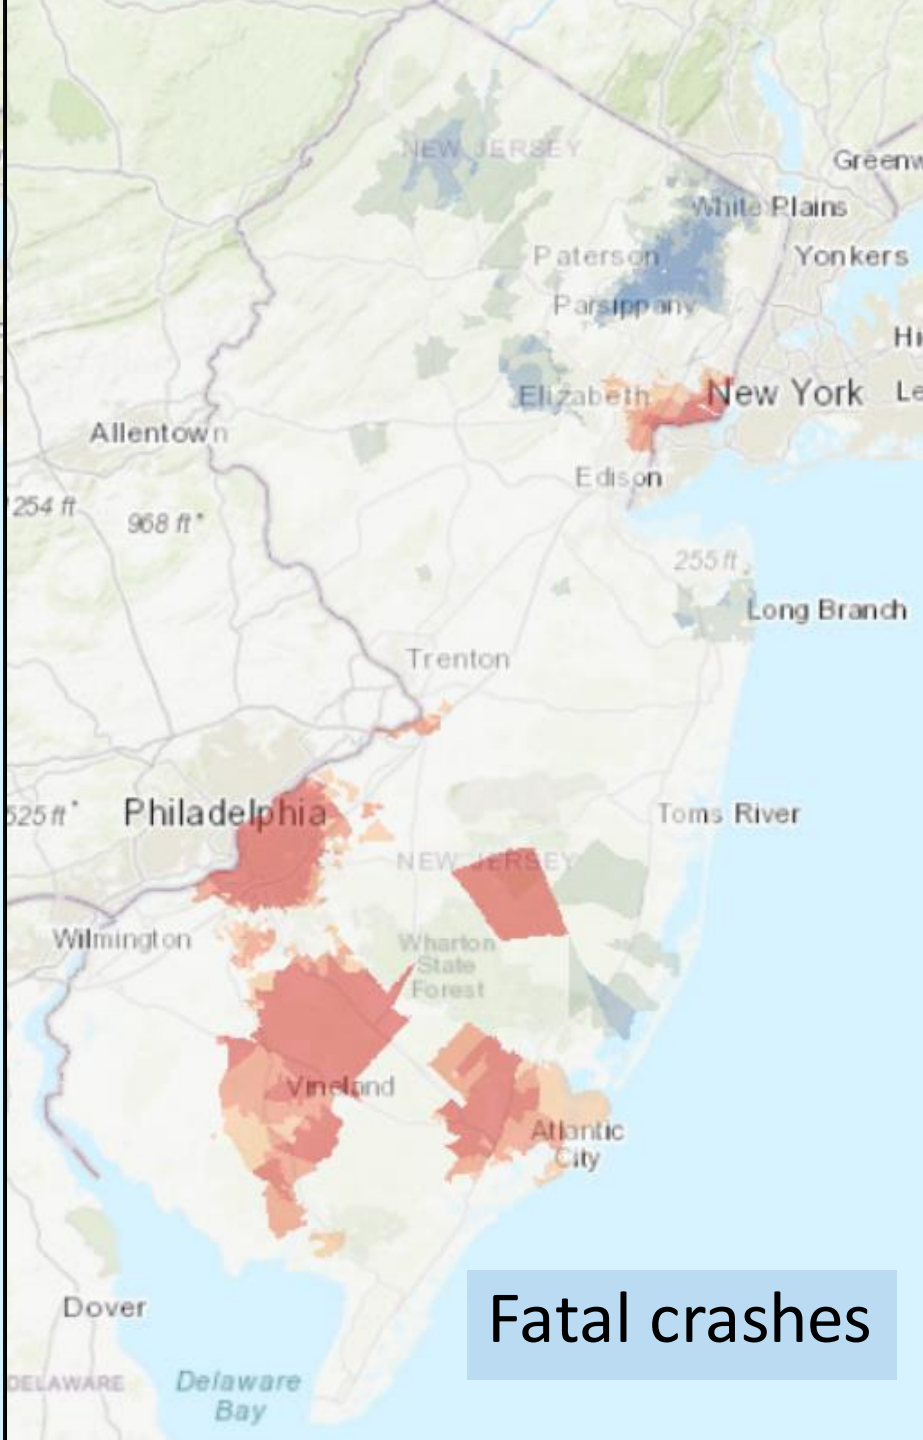 NEW JERSEY
Greenw
White Plains
Paterson
Yonkers
Parsippany
Hi
Elizabeth
New York
Le
Allentown
Edison
254 ft
968 ft
255 ft
Long Branch
Trenton
525 ft
Philadelphia
Toms River
NEW JERSEY
Wilmington
Wharton
State
Forest
Vineland
Atlantic
City
Dover
Fatal crashes
DELAWARE
Delaware
Bay